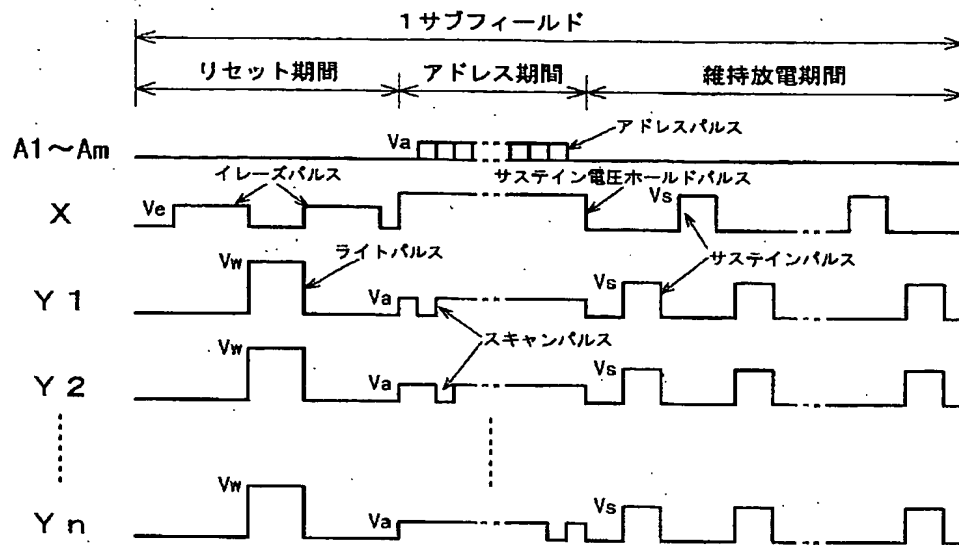 1サブフィールド
リセット期間 アドレス期間 維持放電期間
A1～Am Va アドレスパルス
イレーズパルス サステイン電圧ホールドパルス
X Ve Vs
Vw ライトパルス サステインパルス
Y1 Va Vs
スキャンパルス
Vw
Y2 Va Vs
Vw
Yn Va Vs